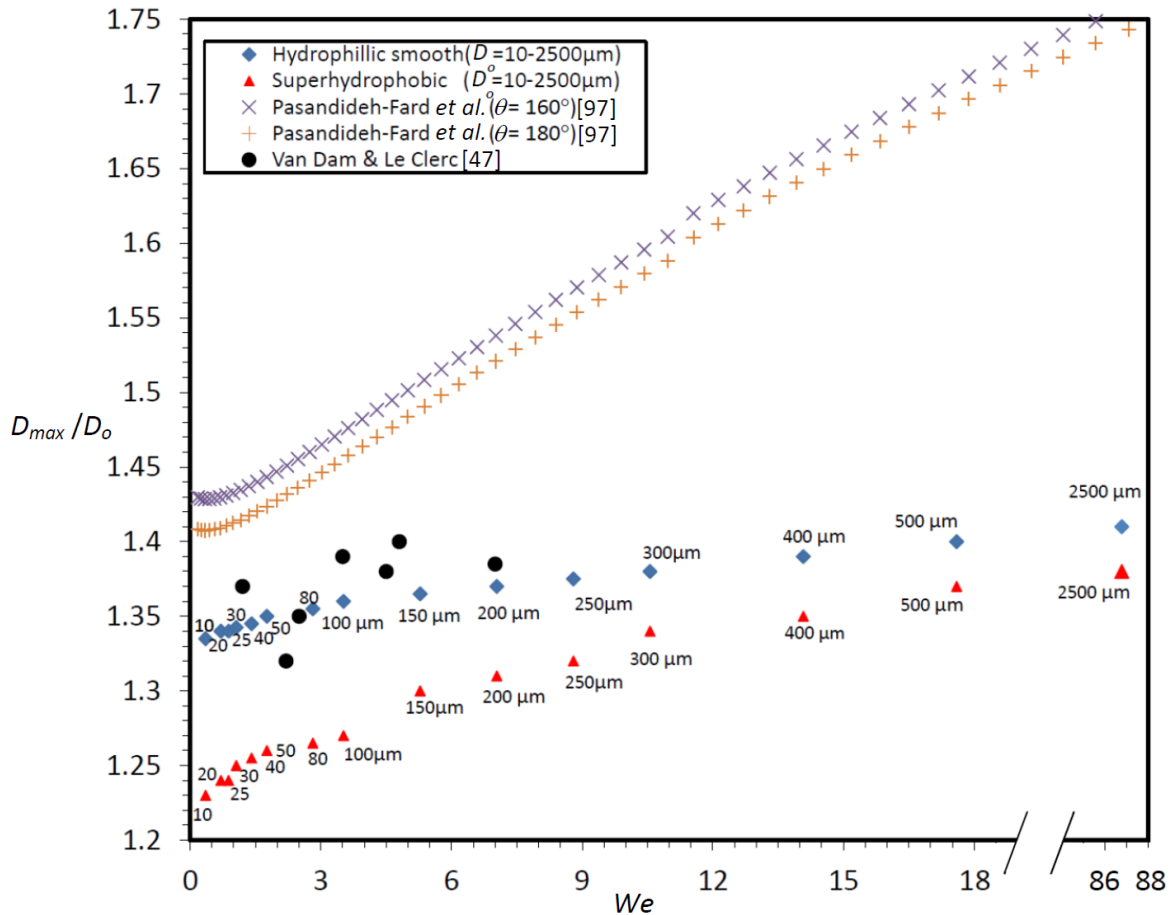 1.75
1.7
1.65
1.6
1.55
1.5
1.45
1.4
1.35
1.3
1.25
1.2
Dmax /Do
Hydrophillic smooth(Do=10-2500μm)
Superhydrophobic (Do=10-2500μm)
Pasandideh-Fard et al.(θ= 160°)[97]
Pasandideh-Fard et al.(θ= 180°)[97]
Van Dam & Le Clerc [47]
10
20
25
30
40
50
80
100 μm
150 μm
200 μm
250μm
300μm
400 μm
500 μm
2500 μm
10
20
25
30
40
50
80
100μm
150μm
200 μm
250μm
300 μm
400 μm
500 μm
2500 μm
0
3
6
9
12
15
18
86
88
We